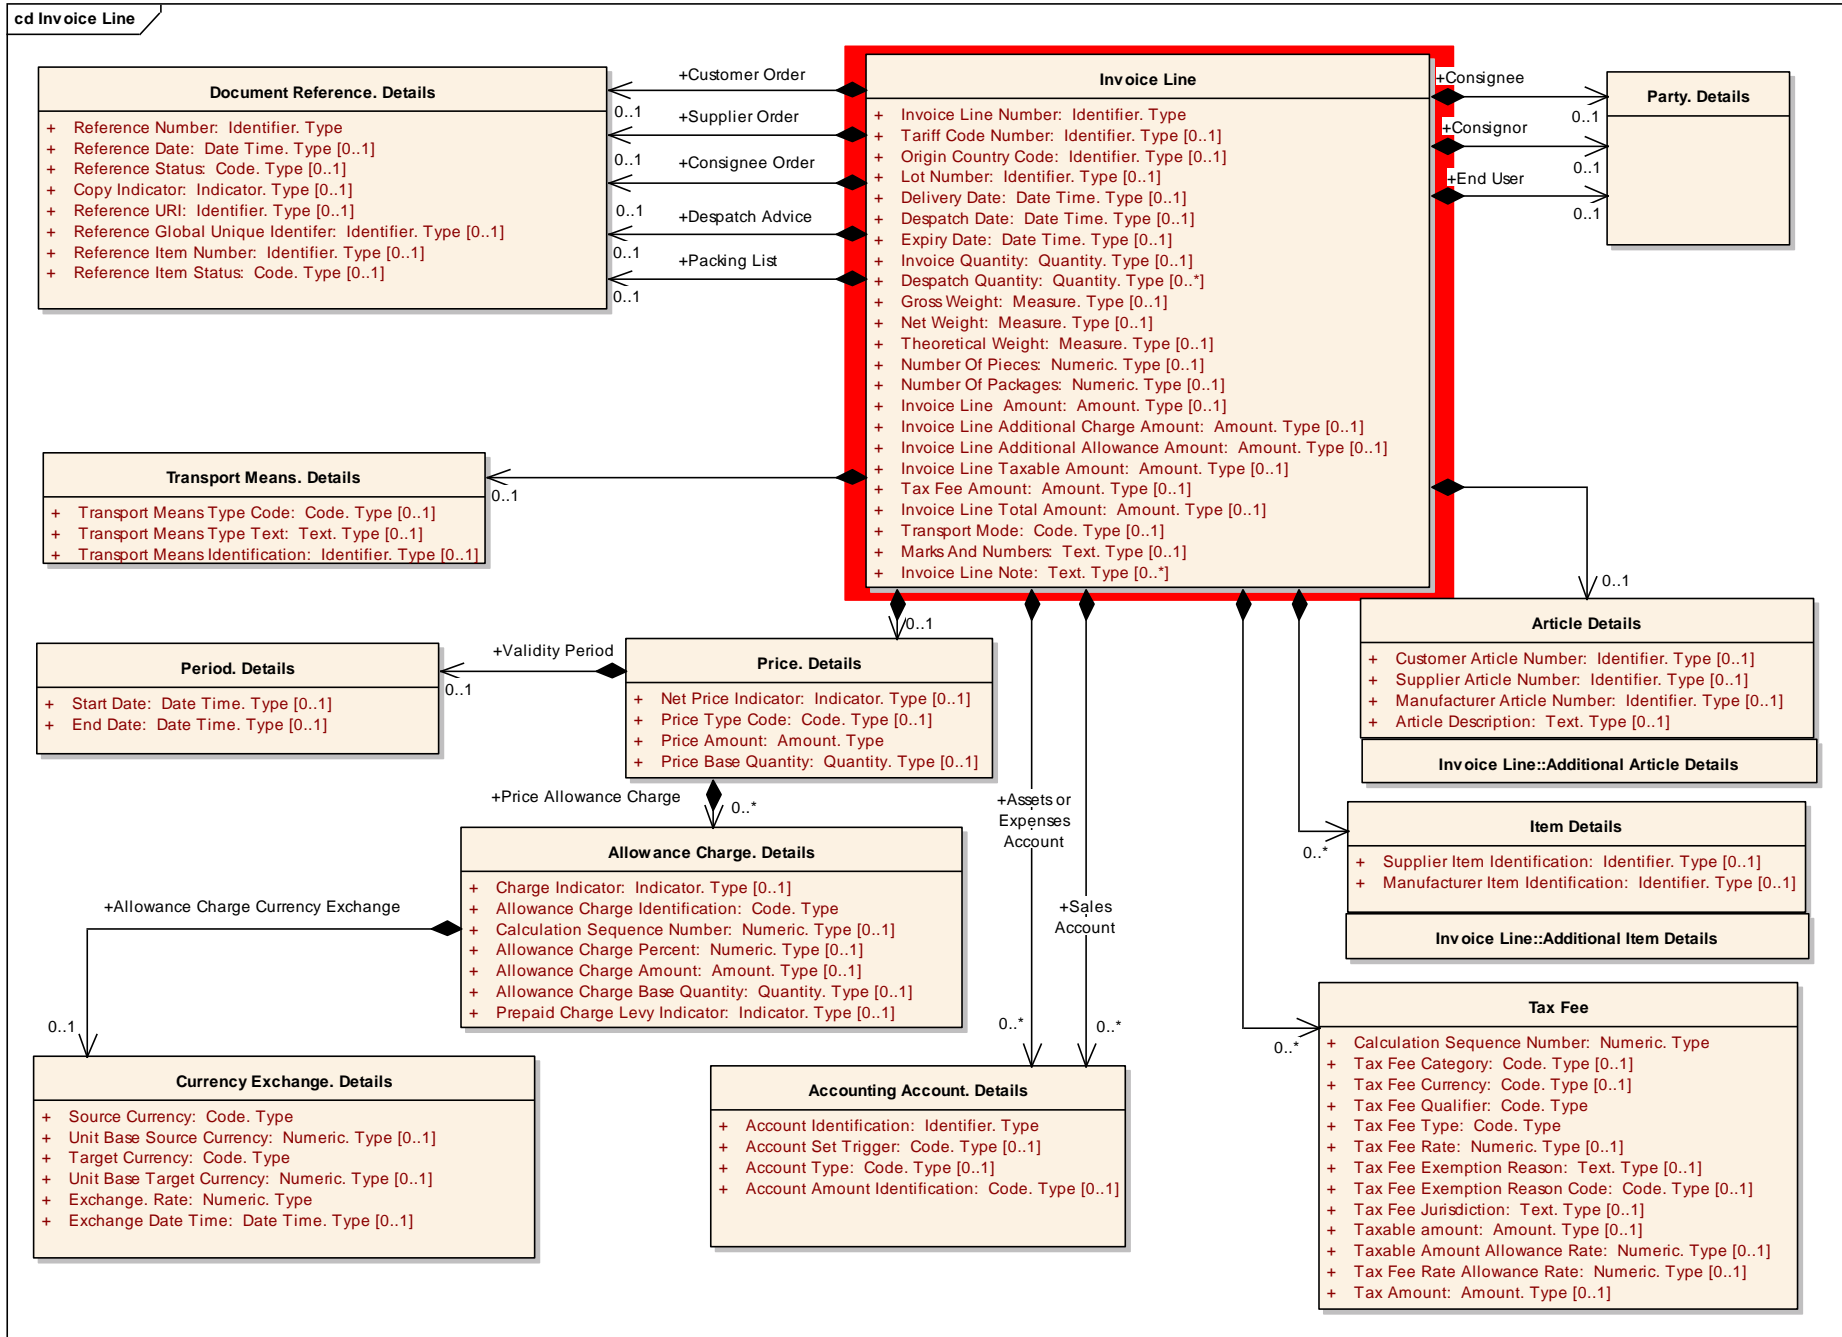 cd Invoice Line
Document Reference. Details
+ Reference Number: Identifier. Type
+ Reference Date: Date Time. Type [0..1]
+ Reference Status: Code. Type [0..1]
+ Copy Indicator: Indicator. Type [0..1]
+ Reference URI: Identifier. Type [0..1]
+ Reference Global Unique Identifer: Identifier. Type [0..1]
+ Reference Item Number: Identifier. Type [0..1]
+ Reference Item Status: Code. Type [0..1]
+Customer Order
0..1
+Supplier Order
0..1
+Consignee Order
0..1
+Despatch Advice
0..1
+Packing List
0..1
Invoice Line
+ Invoice Line Number: Identifier. Type
+ Tariff Code Number: Identifier. Type [0..1]
+ Origin Country Code: Identifier. Type [0..1]
+ Lot Number: Identifier. Type [0..1]
+ Delivery Date: Date Time. Type [0..1]
+ Despatch Date: Date Time. Type [0..1]
+ Expiry Date: Date Time. Type [0..1]
+ Invoice Quantity: Quantity. Type [0..1]
+ Despatch Quantity: Quantity. Type [0..*]
+ Gross Weight: Measure. Type [0..1]
+ Net Weight: Measure. Type [0..1]
+ Theoretical Weight: Measure. Type [0..1]
+ Number Of Pieces: Numeric. Type [0..1]
+ Number Of Packages: Numeric. Type [0..1]
+ Invoice Line Amount: Amount. Type [0..1]
+ Invoice Line Additional Charge Amount: Amount. Type [0..1]
+ Invoice Line Additional Allowance Amount: Amount. Type [0..1]
+ Invoice Line Taxable Amount: Amount. Type [0..1]
+ Tax Fee Amount: Amount. Type [0..1]
+ Invoice Line Total Amount: Amount. Type [0..1]
+ Transport Mode: Code. Type [0..1]
+ Marks And Numbers: Text. Type [0..1]
+ Invoice Line Note: Text. Type [0..*]
+Consignee
0..1
+Consignor
0..1
+End User
0..1
Party. Details
Transport Means. Details
+ Transport Means Type Code: Code. Type [0..1]
+ Transport Means Type Text: Text. Type [0..1]
+ Transport Means Identification: Identifier. Type [0..1]
0..1
0..1
0..1
Article Details
+ Customer Article Number: Identifier. Type [0..1]
+ Supplier Article Number: Identifier. Type [0..1]
+ Manufacturer Article Number: Identifier. Type [0..1]
+ Article Description: Text. Type [0..1]
Invoice Line::Additional Article Details
Period. Details
+ Start Date: Date Time. Type [0..1]
+ End Date: Date Time. Type [0..1]
+Validity Period
0..1
Price. Details
+ Net Price Indicator: Indicator. Type [0..1]
+ Price Type Code: Code. Type [0..1]
+ Price Amount: Amount. Type
+ Price Base Quantity: Quantity. Type [0..1]
+Price Allowance Charge
0..*
+Assets or
Expenses
Account
0..*
+Sales
Account
0..*
0..*
Item Details
+ Supplier Item Identification: Identifier. Type [0..1]
+ Manufacturer Item Identification: Identifier. Type [0..1]
Invoice Line::Additional Item Details
Allowance Charge. Details
+ Charge Indicator: Indicator. Type [0..1]
+ Allowance Charge Identification: Code. Type
+ Calculation Sequence Number: Numeric. Type [0..1]
+ Allowance Charge Percent: Numeric. Type [0..1]
+ Allowance Charge Amount: Amount. Type [0..1]
+ Allowance Charge Base Quantity: Quantity. Type [0..1]
+ Prepaid Charge Levy Indicator: Indicator. Type [0..1]
+Allowance Charge Currency Exchange
0..1
Currency Exchange. Details
+ Source Currency: Code. Type
+ Unit Base Source Currency: Numeric. Type [0..1]
+ Target Currency: Code. Type
+ Unit Base Target Currency: Numeric. Type [0..1]
+ Exchange. Rate: Numeric. Type
+ Exchange Date Time: Date Time. Type [0..1]
Accounting Account. Details
+ Account Identification: Identifier. Type
+ Account Set Trigger: Code. Type [0..1]
+ Account Type: Code. Type [0..1]
+ Account Amount Identification: Code. Type [0..1]
0..*
Tax Fee
+ Calculation Sequence Number: Numeric. Type
+ Tax Fee Category: Code. Type [0..1]
+ Tax Fee Currency: Code. Type [0..1]
+ Tax Fee Qualifier: Code. Type
+ Tax Fee Type: Code. Type
+ Tax Fee Rate: Numeric. Type [0..1]
+ Tax Fee Exemption Reason: Text. Type [0..1]
+ Tax Fee Exemption Reason Code: Code. Type [0..1]
+ Tax Fee Jurisdiction: Text. Type [0..1]
+ Taxable amount: Amount. Type [0..1]
+ Taxable Amount Allowance Rate: Numeric. Type [0..1]
+ Tax Fee Rate Allowance Rate: Numeric. Type [0..1]
+ Tax Amount: Amount. Type [0..1]